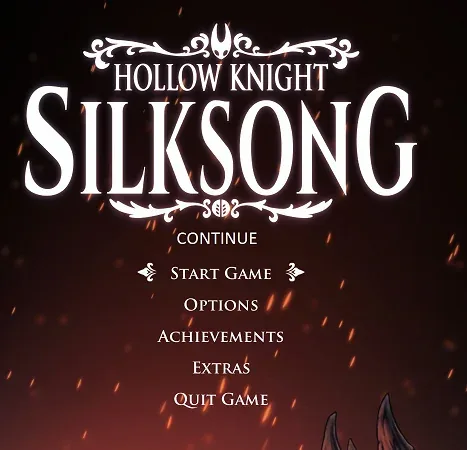 HOLLOW KNIGHT
SILKSONG
CONTINUE
START GAME
OPTIONS
ACHIEVEMENTS
EXTRAS
QUIT GAME